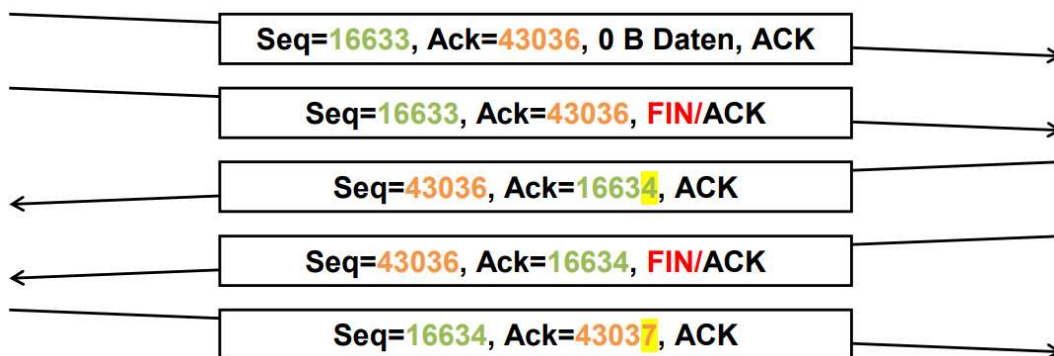 Seq=16633, Ack=43036, 0 B Daten, ACK
Seq=16633, Ack=43036, FIN/ACK
Seq=43036, Ack=16634, ACK
Seq=43036, Ack=16634, FIN/ACK
Seq=16634, Ack=43037, ACK